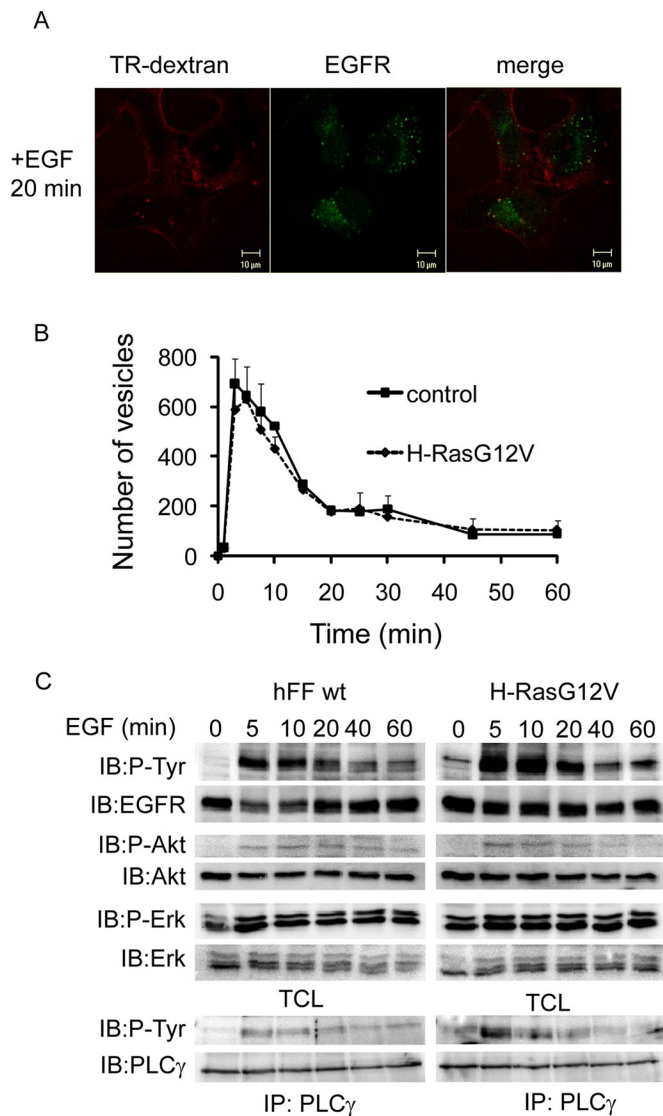 A
TR-dextran EGFR merge
+EGF
20 min
10 µm 10 µm 10 µm
B
Number of vesicles
800
600
400
200
0
control
H-RasG12V
0 10 20 30 40 50 60
Time (min)
C
hFF wt H-RasG12V
EGF (min) 0 5 10 20 40 60 0 5 10 20 40 60
IB:P-Tyr
IB:EGFR
IB:P-Akt
IB:Akt
IB:P-Erk
IB:Erk
TCL TCL
IB:P-Tyr
IB:PLCγ
IP: PLCγ IP: PLCγ